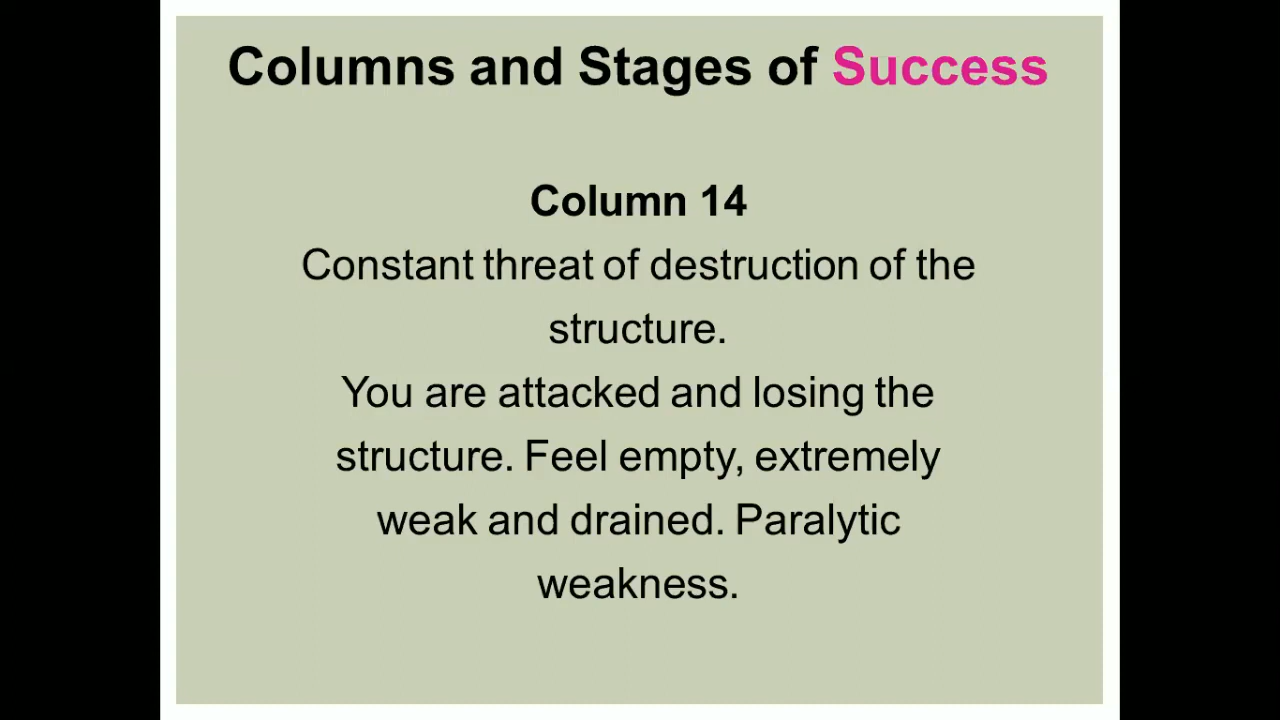 Columns and Stages of Success
Column 14
Constant threat of destruction of the
structure.
You are attacked and losing the
structure. Feel empty, extremely
weak and drained. Paralytic
weakness.